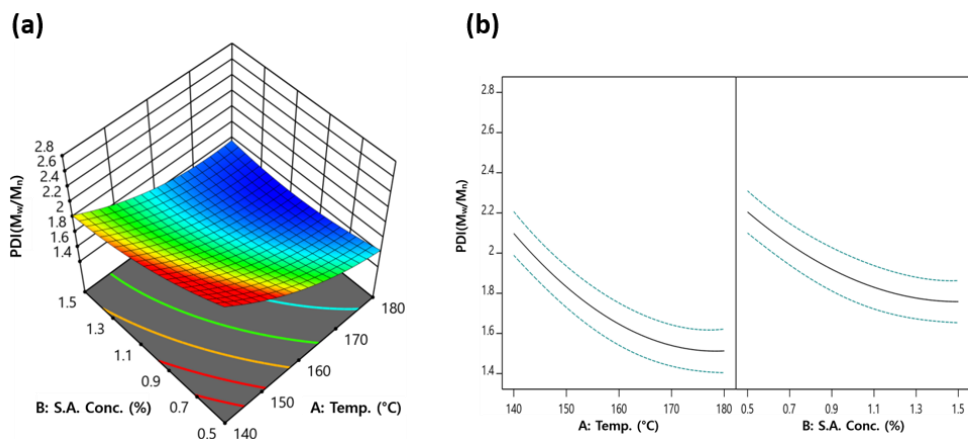 (a)
(b)
PDI(Mw/Mn)
2.8
2.6
2.4
2.2
2
1.8
1.6
1.4
1.5
1.3
1.1
0.9
0.7
0.5
B: S.A. Conc. (%)
180
170
160
150
140
A: Temp. (°C)
PDI(Mw/Mn)
2.8
2.6
2.4
2.2
2
1.8
1.6
1.4
140 150 160 170 180
A: Temp. (°C)
0.5 0.7 0.9 1.1 1.3 1.5
B: S.A. Conc. (%)